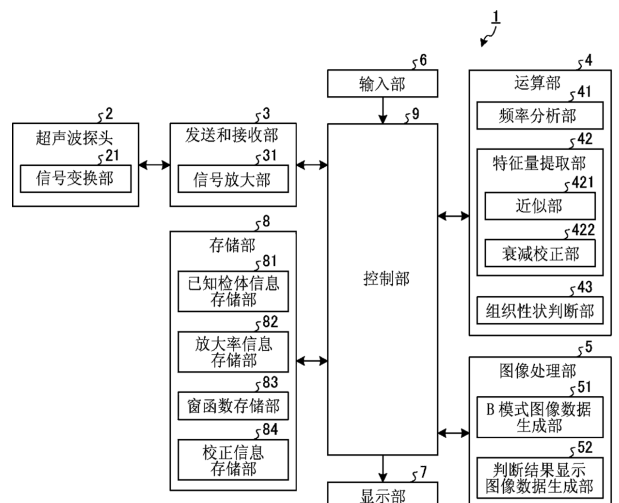 1
6
输入部
2
超声波探头
21
信号变换部
3
发送和接收部
31
信号放大部
9
控制部
4
运算部
41
频率分析部
42
特征量提取部
421
近似部
422
衰减校正部
43
组织性状判断部
8
存储部
81
已知检体信息
存储部
82
放大率信息
存储部
83
窗函数存储部
84
校正信息
存储部
5
图像处理部
51
B 模式图像数据
生成部
52
判断结果显示
图像数据生成部
7
显示部